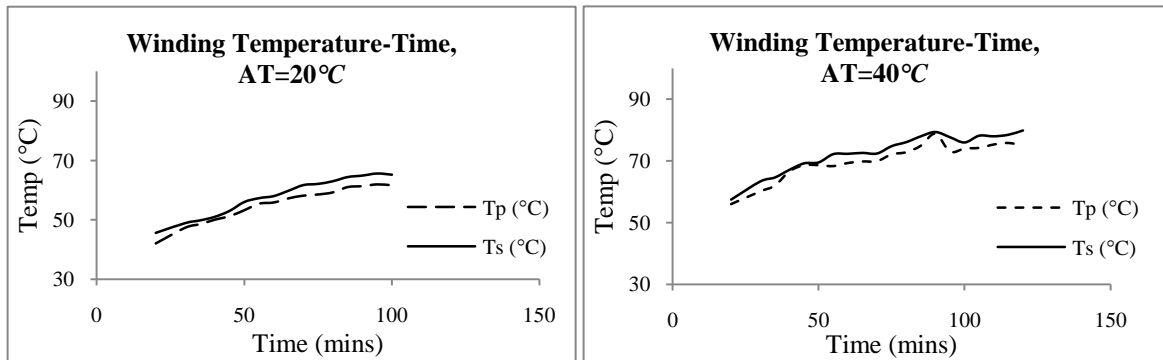 Winding Temperature-Time,
AT=20°C
Temp (°C)
90
70
50
30
0
50
100
150
Time (mins)
Tp (°C)
Ts (°C)
Winding Temperature-Time,
AT=40°C
Temp (°C)
90
70
50
30
0
50
100
150
Time (mins)
Tp (°C)
Ts (°C)